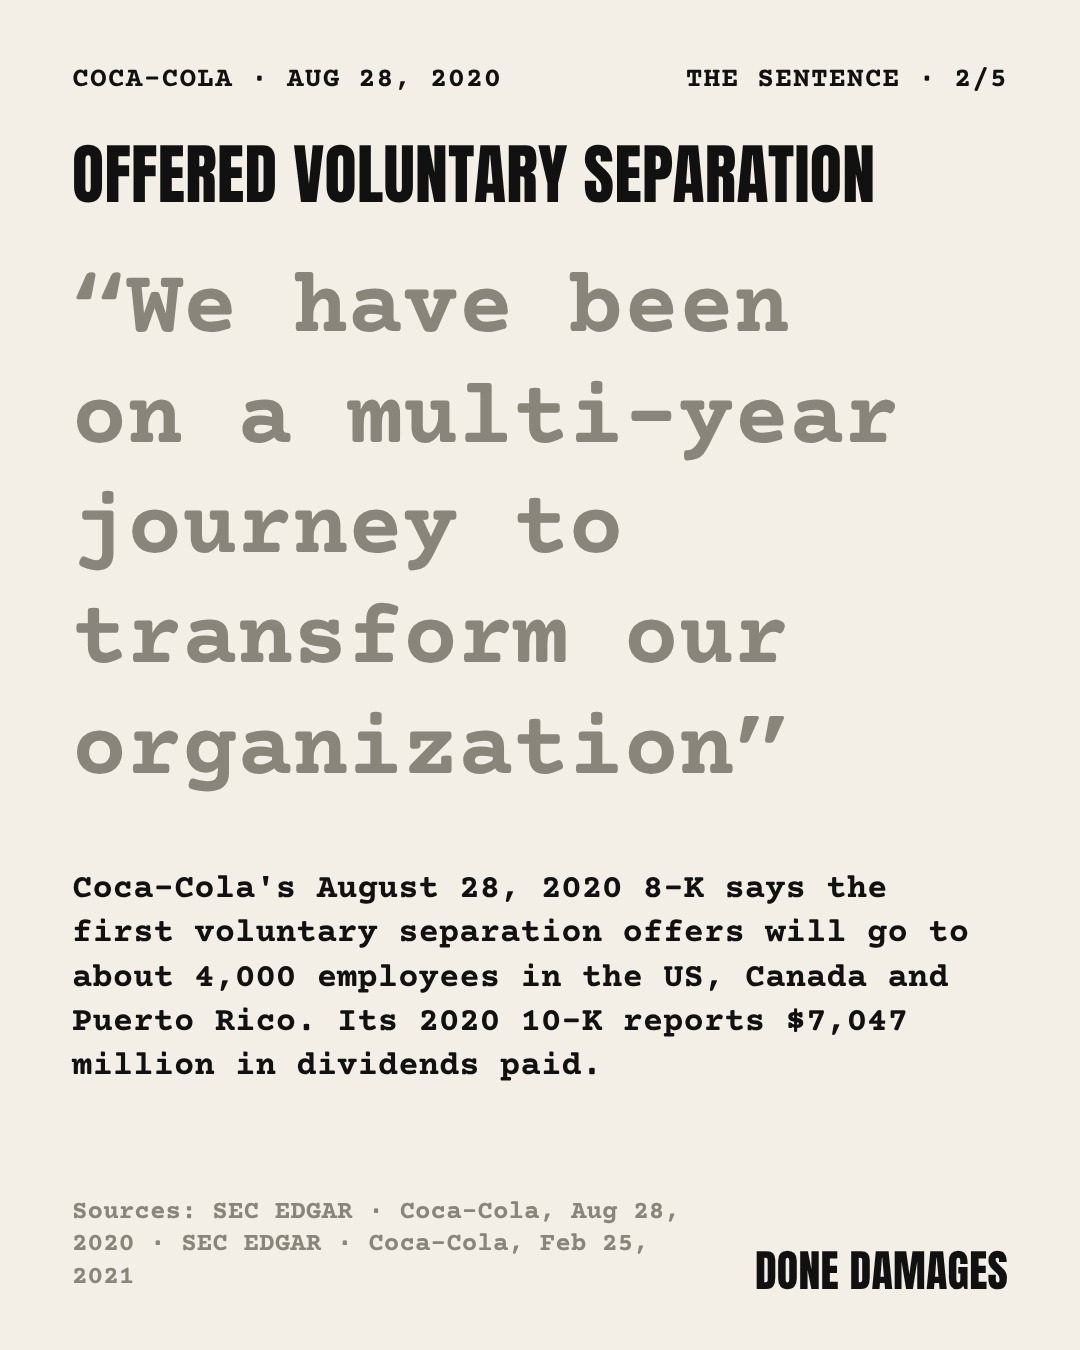 COCA-COLA · AUG 28, 2020
THE SENTENCE · 2/5
OFFERED VOLUNTARY SEPARATION
“We have been
on a multi-year
journey to
transform our
organization”
Coca-Cola's August 28, 2020 8-K says the
first voluntary separation offers will go to
about 4,000 employees in the US, Canada and
Puerto Rico. Its 2020 10-K reports $7,047
million in dividends paid.
Sources: SEC EDGAR · Coca-Cola, Aug 28,
2020 · SEC EDGAR · Coca-Cola, Feb 25,
2021
DONE DAMAGES